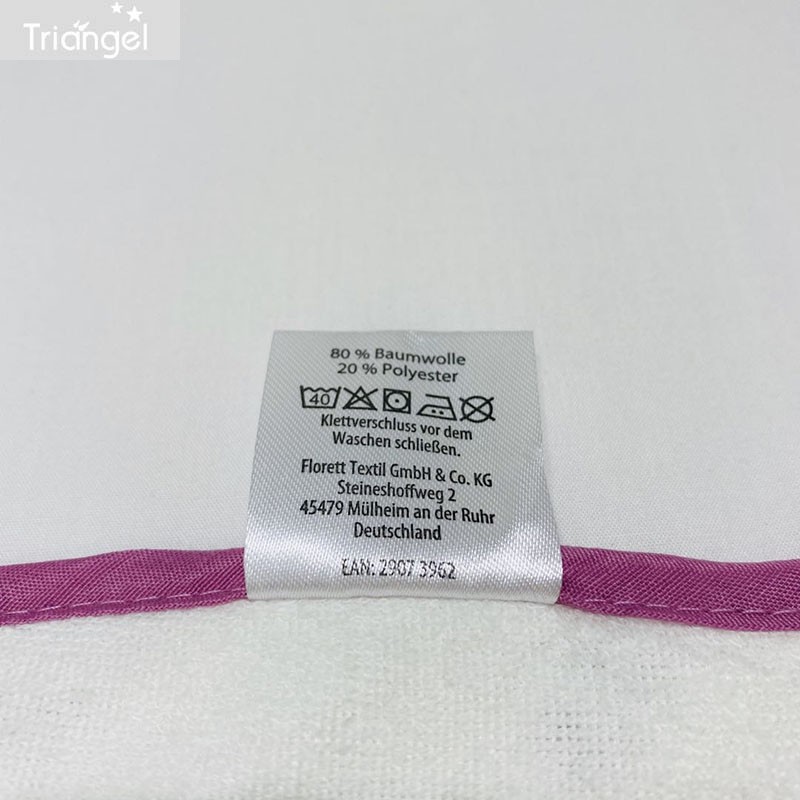 Triangel
80 % Baumwolle
20 % Polyester
40
Klettverschluss vor dem
Waschen schließen.
Florett Textil GmbH & Co. KG
Steineshoffweg 2
45479 Mülheim an der Ruhr
Deutschland
EAN: 2907 3962